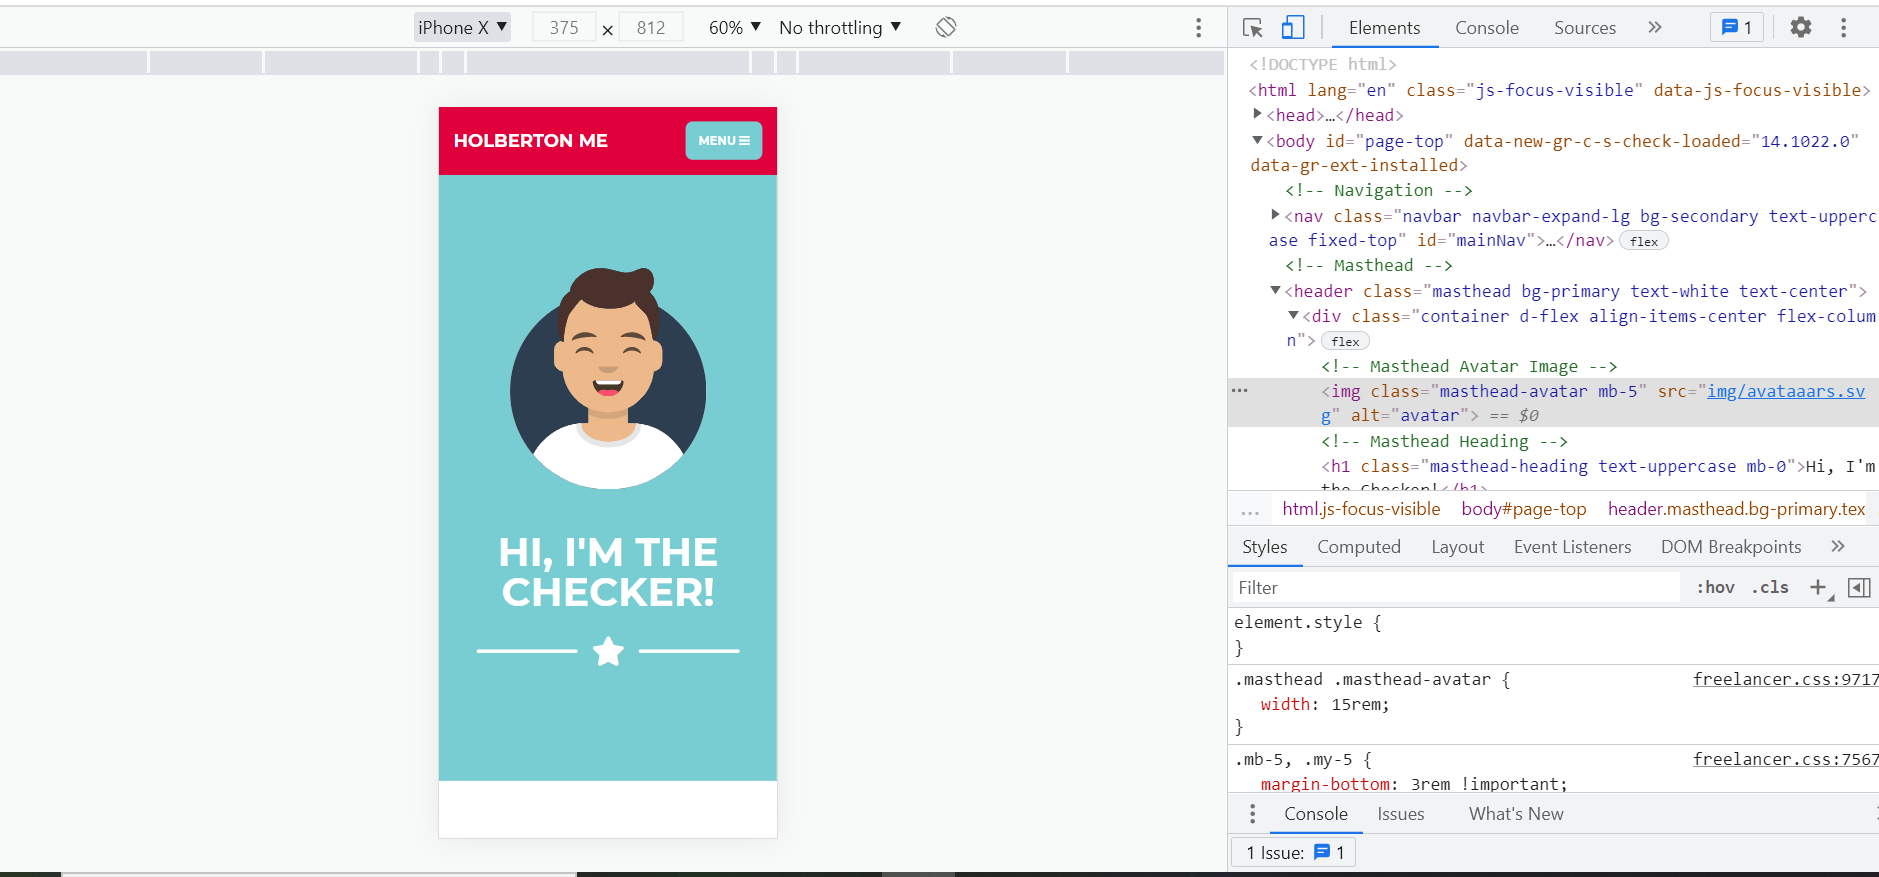 iPhone X ▼ 375 × 812 60% ▼ No throttling ▼
HOLBERTON ME
MENU
HI, I'M THE
CHECKER!
Elements Console Sources » 1
<!DOCTYPE html>
<html lang="en" class="js-focus-visible" data-js-focus-visible>
<head>…</head>
<body id="page-top" data-new-gr-c-s-check-loaded="14.1022.0"
data-gr-ext-installed>
<!-- Navigation -->
<nav class="navbar navbar-expand-lg bg-secondary text-upperc
ase fixed-top" id="mainNav">…</nav> flex
<!-- Masthead -->
<header class="masthead bg-primary text-white text-center">
<div class="container d-flex align-items-center flex-colum
n"> flex
<!-- Masthead Avatar Image -->
<img class="masthead-avatar mb-5" src="img/avataaars.sv
g" alt="avatar"> == $0
<!-- Masthead Heading -->
<h1 class="masthead-heading text-uppercase mb-0">Hi, I'm
the Checker!</h1>
... html.js-focus-visible body#page-top header.masthead.bg-primary.tex
Styles Computed Layout Event Listeners DOM Breakpoints »
Filter :hov .cls +
element.style {
}
.masthead .masthead-avatar { freelancer.css:9717
width: 15rem;
}
.mb-5, .my-5 { freelancer.css:7567
margin-bottom: 3rem !important;
Console Issues What's New
1 Issue: 1